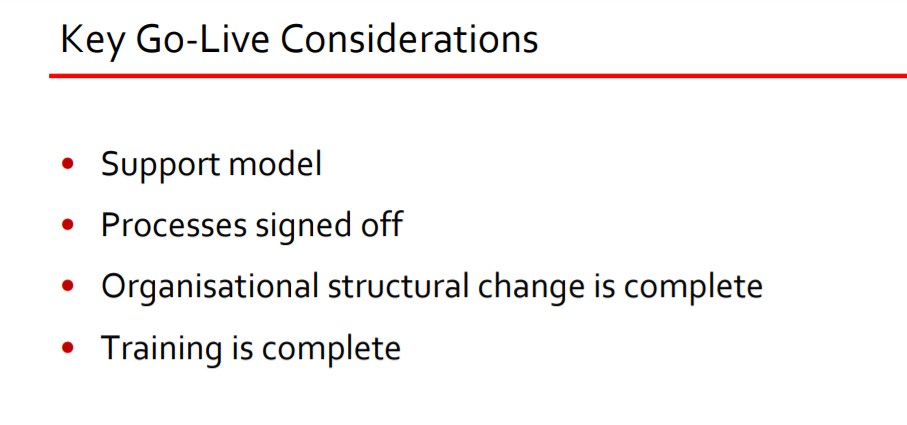 Key Go-Live Considerations
• Support model
• Processes signed off
• Organisational structural change is complete
• Training is complete